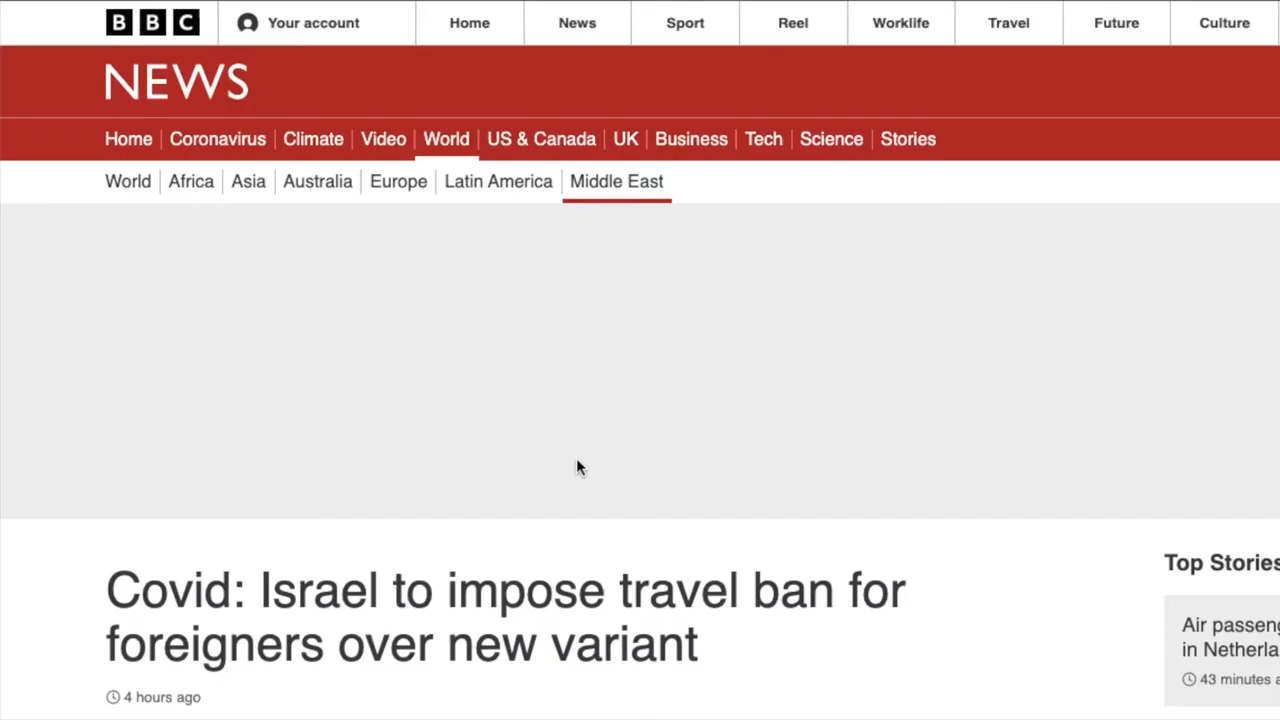 BBC Your account Home News Sport Reel Worklife Travel Future Culture
NEWS
Home Coronavirus Climate Video World US & Canada UK Business Tech Science Stories
World Africa Asia Australia Europe Latin America Middle East
Covid: Israel to impose travel ban for
foreigners over new variant
4 hours ago
Top Stories
Air passeng
in Netherla
43 minutes a